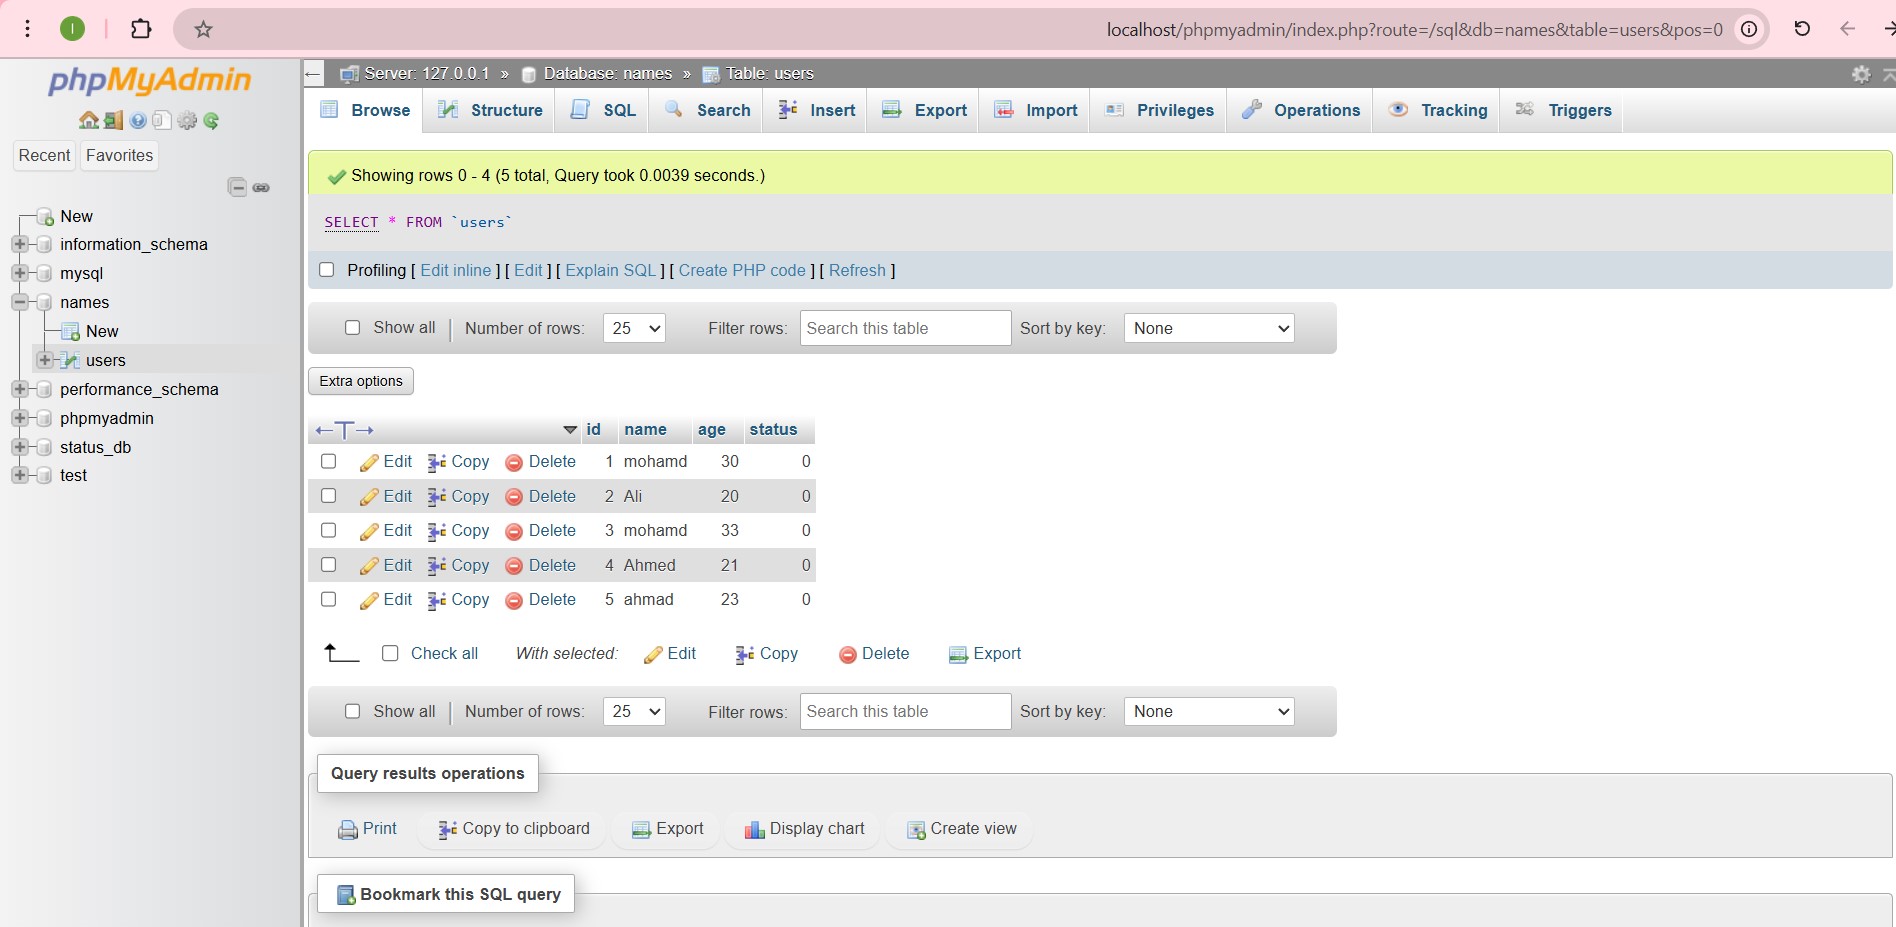 localhost/phpmyadmin/index.php?route=/sql&db=names&table=users&pos=0
I
phpMyAdmin
Recent Favorites
New
information_schema
mysql
names
New
users
performance_schema
phpmyadmin
status_db
test
Server: 127.0.0.1 » Database: names » Table: users
Browse Structure SQL Search Insert Export Import Privileges Operations Tracking Triggers
Showing rows 0 - 4 (5 total, Query took 0.0039 seconds.)
SELECT * FROM `users`
Profiling [ Edit inline ] [ Edit ] [ Explain SQL ] [ Create PHP code ] [ Refresh ]
Show all Number of rows: 25 Filter rows: Search this table Sort by key: None
Extra options
←T→ id name age status
Edit Copy Delete 1 mohamd 30 0
Edit Copy Delete 2 Ali 20 0
Edit Copy Delete 3 mohamd 33 0
Edit Copy Delete 4 Ahmed 21 0
Edit Copy Delete 5 ahmad 23 0
Check all With selected: Edit Copy Delete Export
Show all Number of rows: 25 Filter rows: Search this table Sort by key: None
Query results operations
Print Copy to clipboard Export Display chart Create view
Bookmark this SQL query